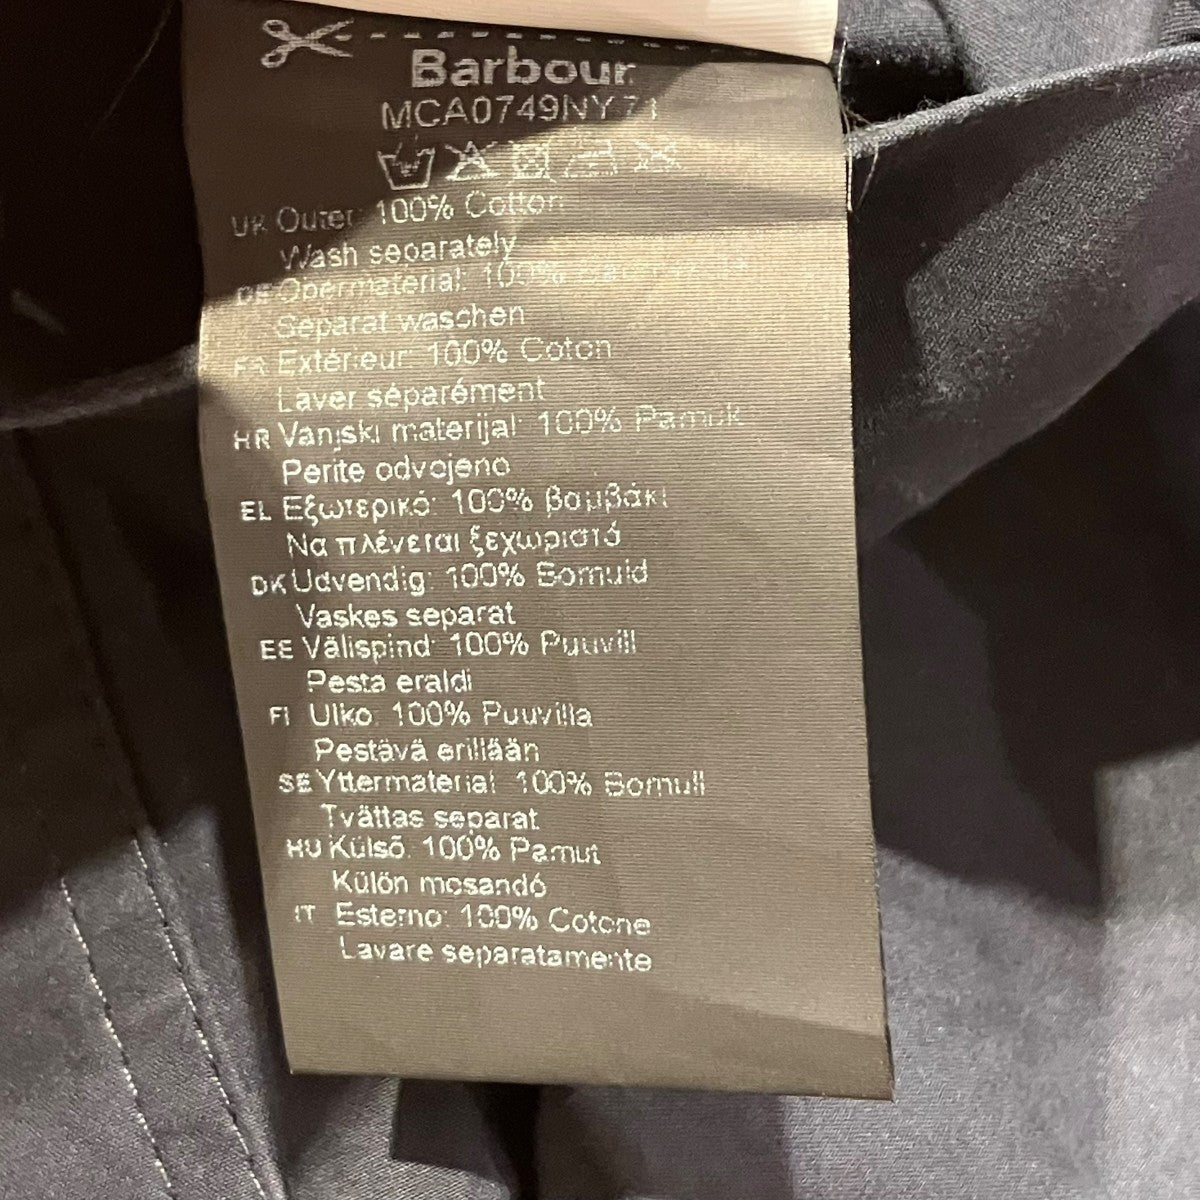 Barbour
MCA0749NY71
UK Outer: 100% Cotton
Wash separately
DE Obermaterial: 100%
Separat waschen
FR Extérieur: 100% Coton
Laver séparément
HR Vanjski materijal: 100% Pamuk
Perite odvojeno
EL Εξωτερικό: 100% βαμβάκι
Να πλένεται ξεχωριστά
DK Udvendig: 100% Bomuld
Vaskes separat
EE Välispind: 100% Puuvill
Pesta eraldi
FI Ulko: 100% Puuvilla
Pestävä erillään
SE Yttermaterial: 100% Bomull
Tvättas separat
HU Külső: 100% Pamut
Külön mosandó
IT Esterno: 100% Cotone
Lavare separatamente